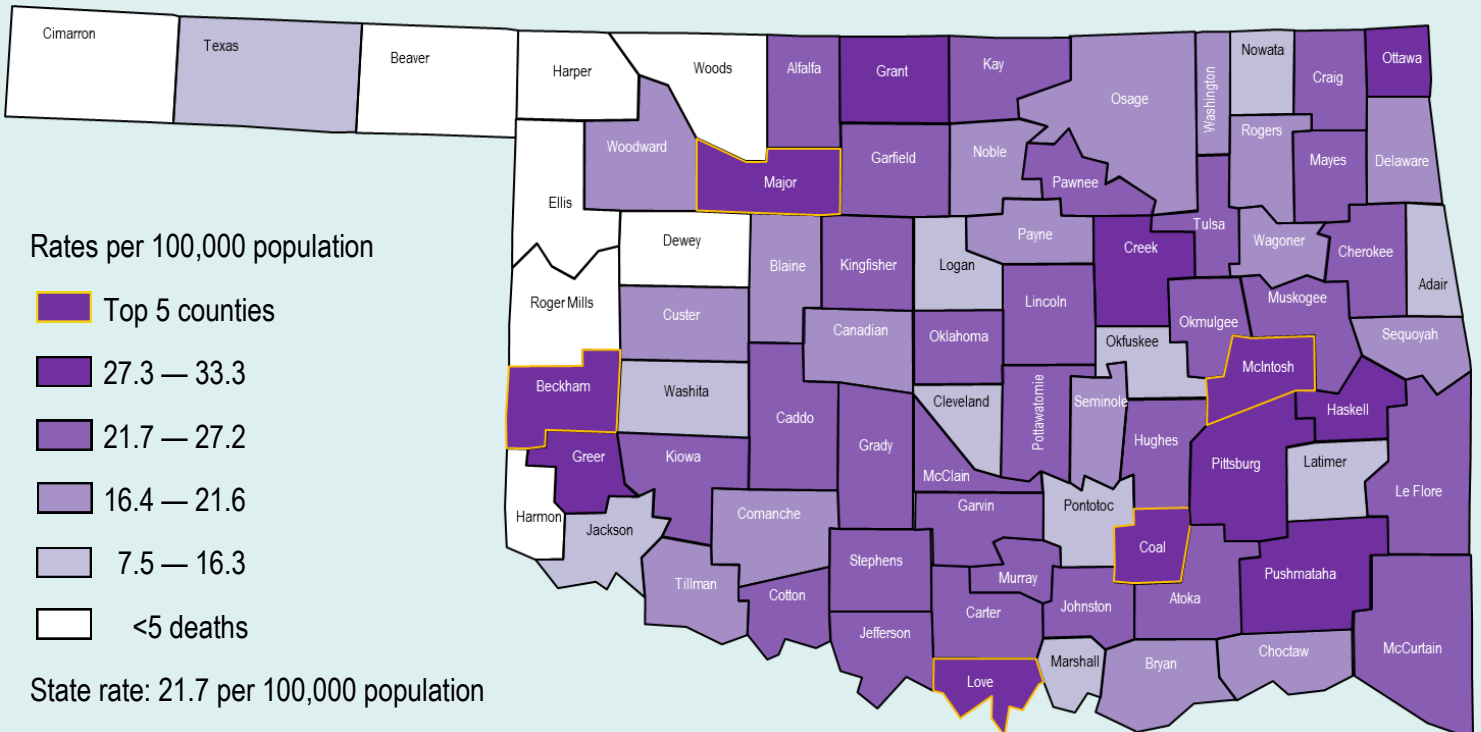 Cimarron
Texas
Beaver
Harper
Woods
Alfalfa
Grant
Kay
Osage
Washington
Nowata
Craig
Ottawa
Woodward
Major
Garfield
Noble
Pawnee
Rogers
Mayes
Delaware
Ellis
Dewey
Blaine
Kingfisher
Logan
Payne
Creek
Tulsa
Wagoner
Cherokee
Adair
Rates per 100,000 population
Top 5 counties
27.3 — 33.3
21.7 — 27.2
16.4 — 21.6
7.5 — 16.3
<5 deaths
State rate: 21.7 per 100,000 population
Roger Mills
Custer
Canadian
Oklahoma
Lincoln
Okfuskee
Okmulgee
Muskogee
Sequoyah
Beckham
Washita
Caddo
Grady
Cleveland
Pottawatomie
Seminole
Hughes
McIntosh
Haskell
Greer
Kiowa
McClain
Pittsburg
Latimer
Le Flore
Harmon
Jackson
Comanche
Garvin
Pontotoc
Coal
Pushmataha
Tillman
Cotton
Stephens
Murray
Johnston
Atoka
Jefferson
Carter
Love
Marshall
Bryan
Choctaw
McCurtain